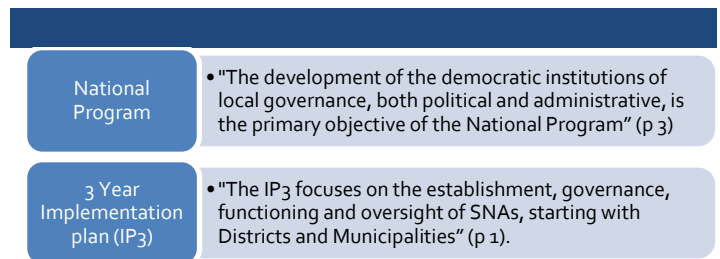 National
Program
• "The development of the democratic institutions of
local governance, both political and administrative, is
the primary objective of the National Program” (p 3)
3 Year
Implementation
plan (IP3)
• "The IP3 focuses on the establishment, governance,
functioning and oversight of SNAs, starting with
Districts and Municipalities” (p 1).